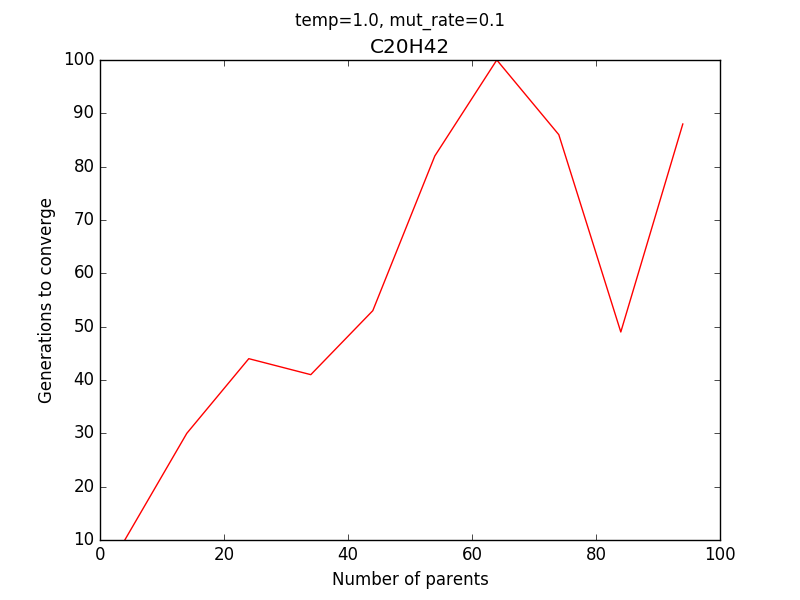 temp=1.0, mut_rate=0.1
C20H42
100
90
80
70
60
50
40
30
20
10
Generations to converge
0 20 40 60 80 100
Number of parents